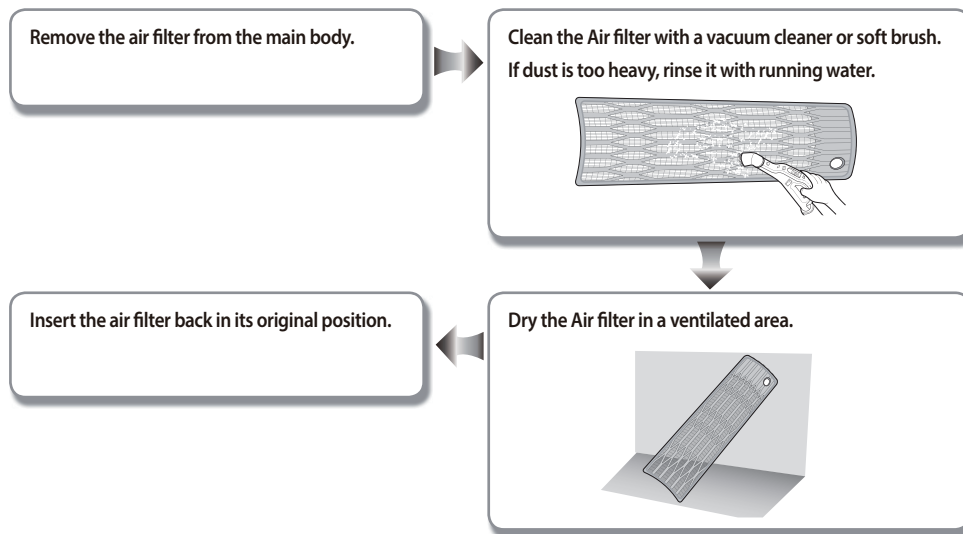 Remove the air filter from the main body.
Clean the Air filter with a vacuum cleaner or soft brush.
If dust is too heavy, rinse it with running water.
Dry the Air filter in a ventilated area.
Insert the air filter back in its original position.